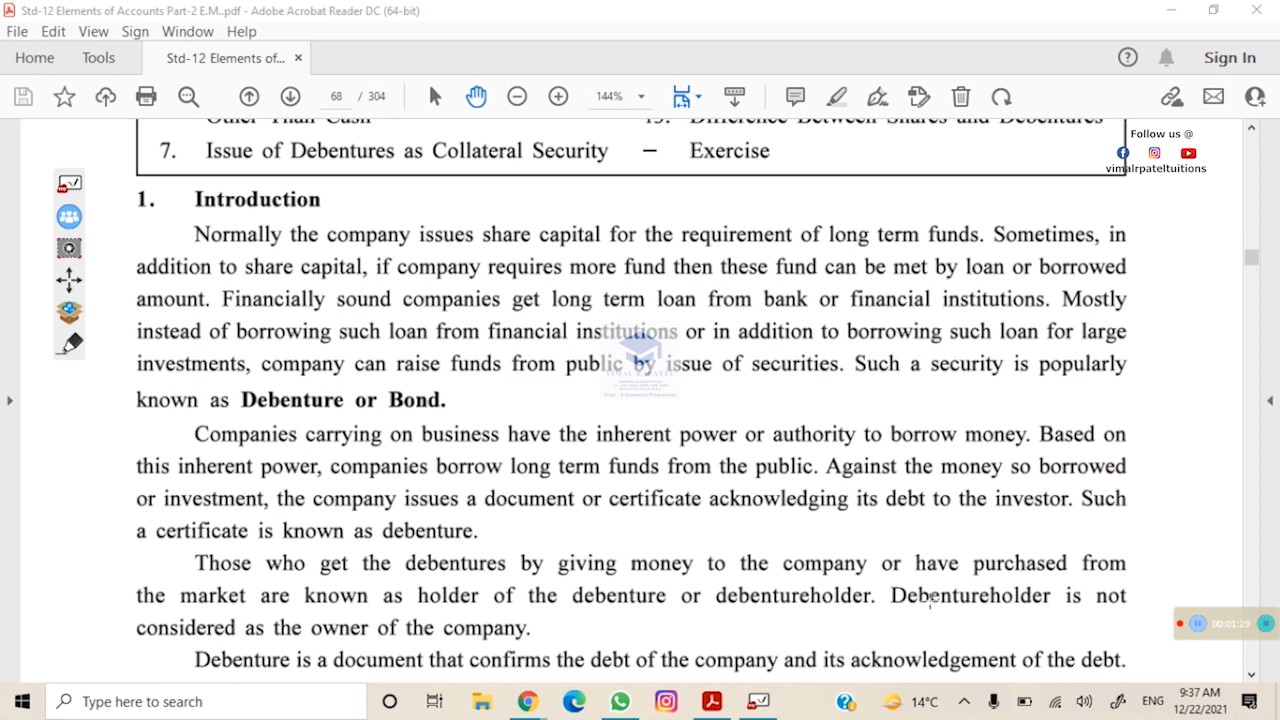 Std-12 Elements of Accounts Part-2 E.M..pdf - Adobe Acrobat Reader DC (64-bit)
File Edit View Sign Window Help
Home Tools Std-12 Elements of... × Sign In
68 / 304 144%
Other Than Cash 13. Difference Between Shares and Debentures
Follow us @
7. Issue of Debentures as Collateral Security – Exercise
vimalrpateltuitions
1. Introduction
Normally the company issues share capital for the requirement of long term funds. Sometimes, in
addition to share capital, if company requires more fund then these fund can be met by loan or borrowed
amount. Financially sound companies get long term loan from bank or financial institutions. Mostly
instead of borrowing such loan from financial institutions or in addition to borrowing such loan for large
investments, company can raise funds from public by issue of securities. Such a security is popularly
VIMAL R. PATEL
known as Debenture or Bond.
Companies carrying on business have the inherent power or authority to borrow money. Based on
this inherent power, companies borrow long term funds from the public. Against the money so borrowed
or investment, the company issues a document or certificate acknowledging its debt to the investor. Such
a certificate is known as debenture.
Those who get the debentures by giving money to the company or have purchased from
the market are known as holder of the debenture or debentureholder. Debentureholder is not
considered as the owner of the company.
00:01:29
Debenture is a document that confirms the debt of the company and its acknowledgement of the debt.
Type here to search 14°C ENG 9:37 AM
12/22/2021